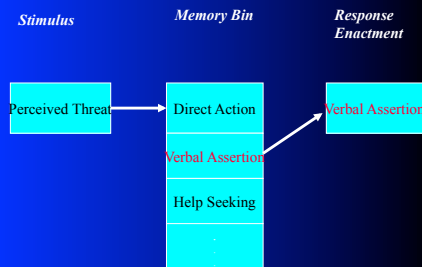 Stimulus
Memory Bin
Response
Enactment
Perceived Threat
Direct Action
Verbal Assertion
Verbal Assertion
Help Seeking
.
.